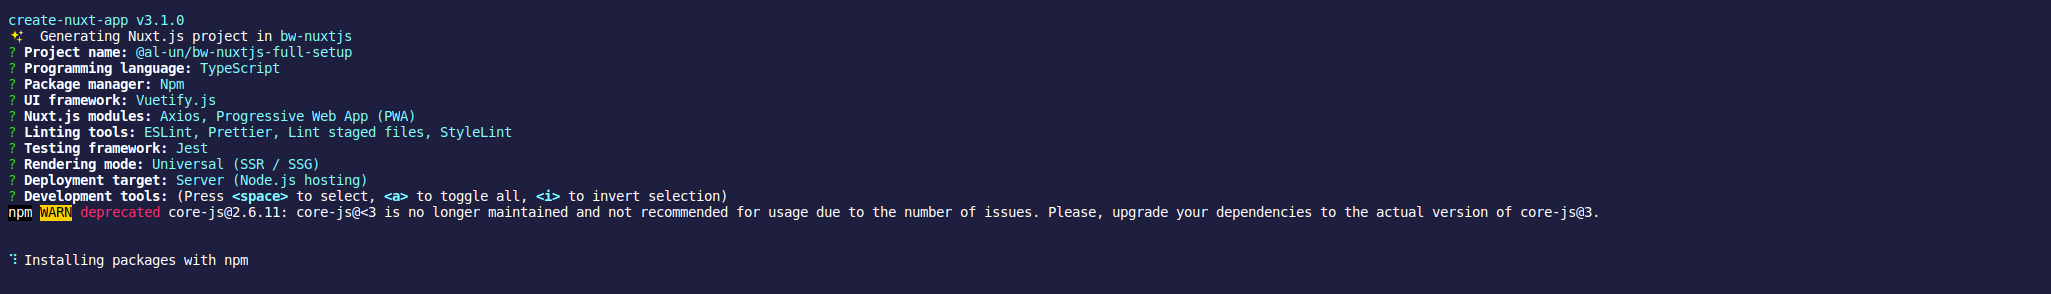 create-nuxt-app v3.1.0
✨ Generating Nuxt.js project in bw-nuxtjs
? Project name: @al-un/bw-nuxtjs-full-setup
? Programming language: TypeScript
? Package manager: Npm
? UI framework: Vuetify.js
? Nuxt.js modules: Axios, Progressive Web App (PWA)
? Linting tools: ESLint, Prettier, Lint staged files, StyleLint
? Testing framework: Jest
? Rendering mode: Universal (SSR / SSG)
? Deployment target: Server (Node.js hosting)
? Development tools: (Press <space> to select, <a> to toggle all, <i> to invert selection)
npm WARN deprecated core-js@2.6.11: core-js@<3 is no longer maintained and not recommended for usage due to the number of issues. Please, upgrade your dependencies to the actual version of core-js@3.
⠹ Installing packages with npm